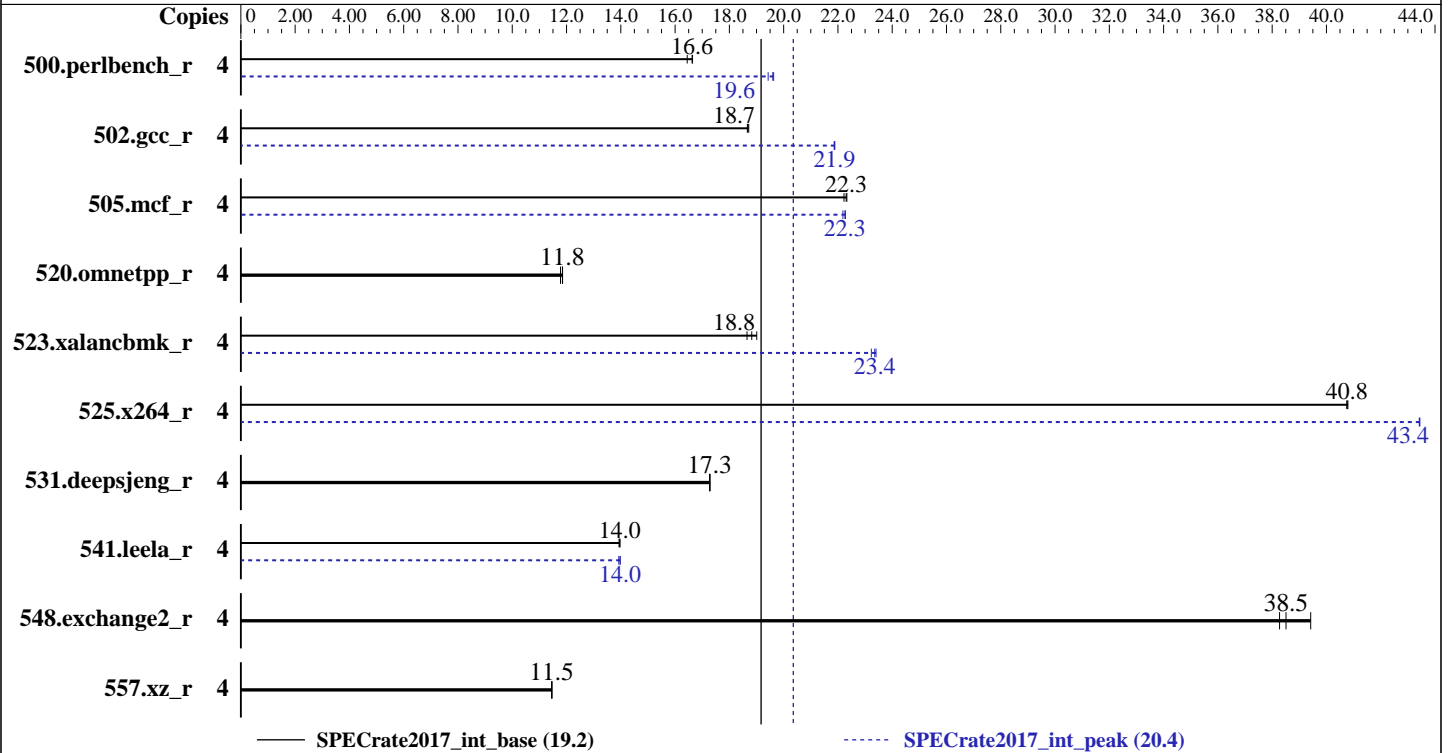 Copies 0 2.00 4.00 6.00 8.00 10.0 12.0 14.0 16.0 18.0 20.0 22.0 24.0 26.0 28.0 30.0 32.0 34.0 36.0 38.0 40.0 44.0
16.6
500.perlbench_r 4
19.6
18.7
502.gcc_r 4
21.9
22.3
505.mcf_r 4
22.3
11.8
520.omnetpp_r 4
18.8
523.xalancbmk_r 4
23.4
40.8
525.x264_r 4
43.4
17.3
531.deepsjeng_r 4
14.0
541.leela_r 4
14.0
38.5
548.exchange2_r 4
11.5
557.xz_r 4
SPECrate2017_int_base (19.2) SPECrate2017_int_peak (20.4)